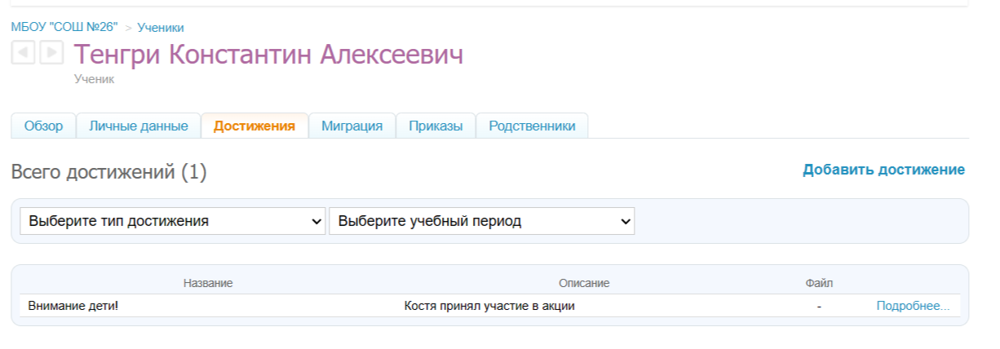 МБОУ "СОШ №26" > Ученики
Тенгри Константин Алексеевич
Ученик
Обзор Личные данные Достижения Миграция Приказы Родственники
Всего достижений (1) Добавить достижение
Выберите тип достижения Выберите учебный период
Название Описание Файл
Внимание дети! Костя принял участие в акции - Подробнее...